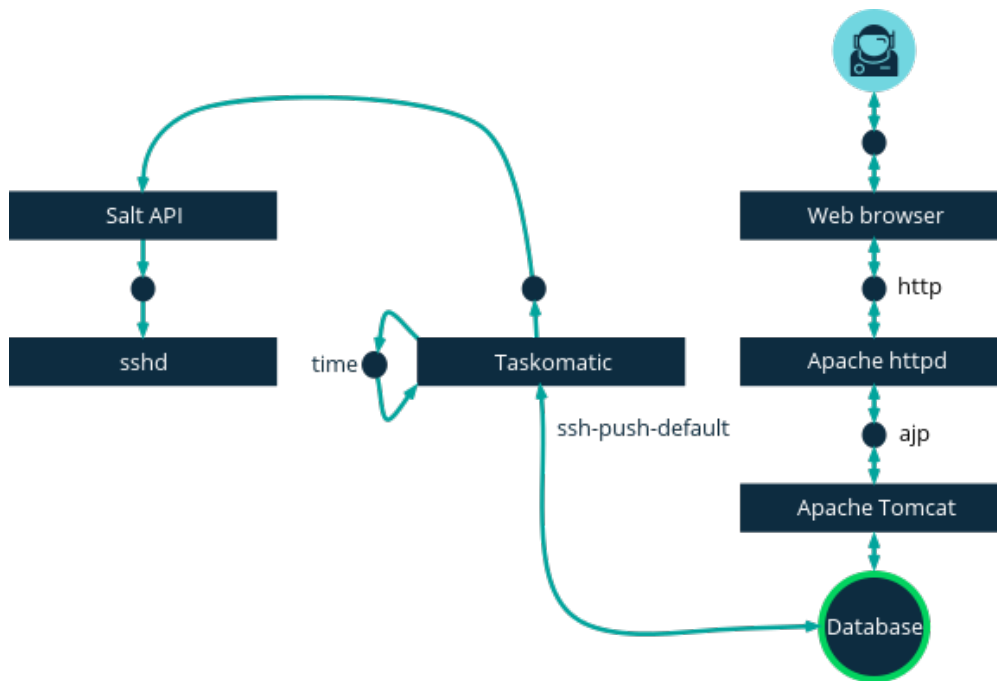 Salt API
Web browser
http
sshd
time
Taskomatic
Apache httpd
ssh-push-default
ajp
Apache Tomcat
Database